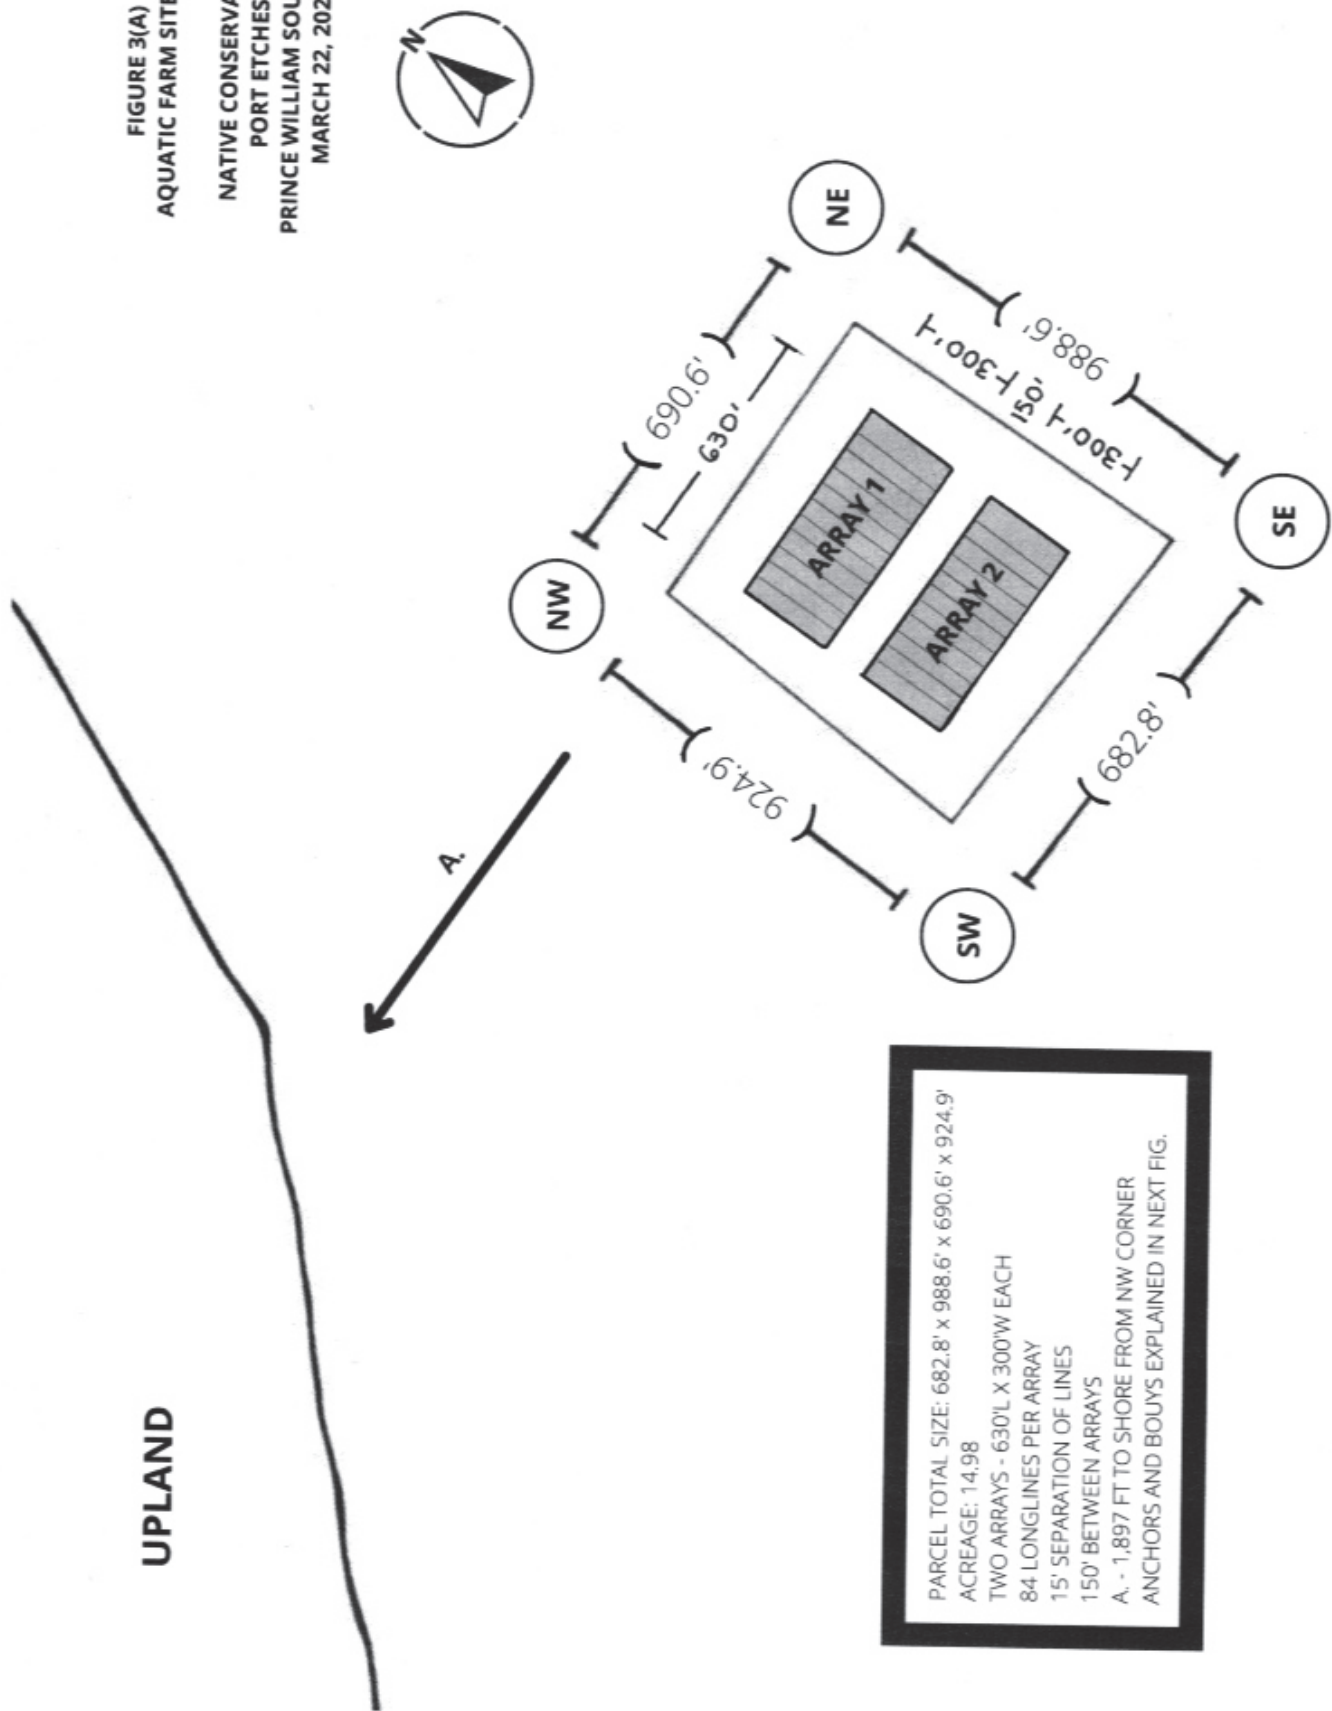 FIGURE 3(A)
AQUATIC FARM SITE
NATIVE CONSERVA
PORT ETCHES
PRINCE WILLIAM SOU
MARCH 22, 202
N
UPLAND
A.
NW
NE
SW
SE
690.6'
630'
988.6'
300'
150'
300'
924.9'
682.8'
ARRAY 1
ARRAY 2
PARCEL TOTAL SIZE: 682.8' x 988.6' x 690.6' x 924.9'
ACREAGE: 14.98
TWO ARRAYS - 630'L X 300'W EACH
84 LONGLINES PER ARRAY
15' SEPARATION OF LINES
150' BETWEEN ARRAYS
A. - 1,897 FT TO SHORE FROM NW CORNER
ANCHORS AND BOUYS EXPLAINED IN NEXT FIG.